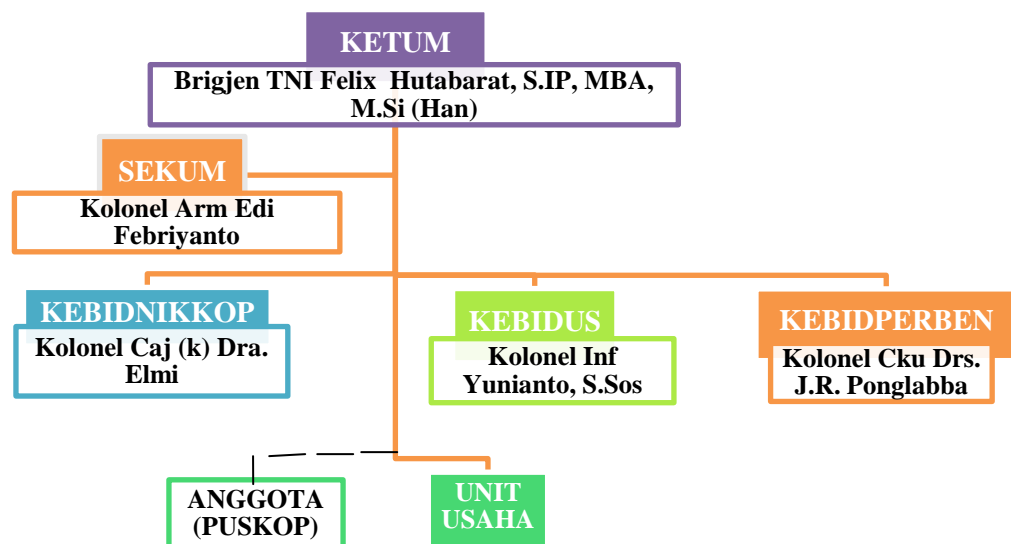 KETUM
Brigjen TNI Felix Hutabarat, S.IP, MBA,
M.Si (Han)
SEKUM
Kolonel Arm Edi
Febriyanto
KEBIDNIKKOP
Kolonel Caj (k) Dra.
Elmi
KEBIDUS
Kolonel Inf
Yunianto, S.Sos
KEBIDPERBEN
Kolonel Cku Drs.
J.R. Ponglabba
ANGGOTA
(PUSKOP)
UNIT
USAHA